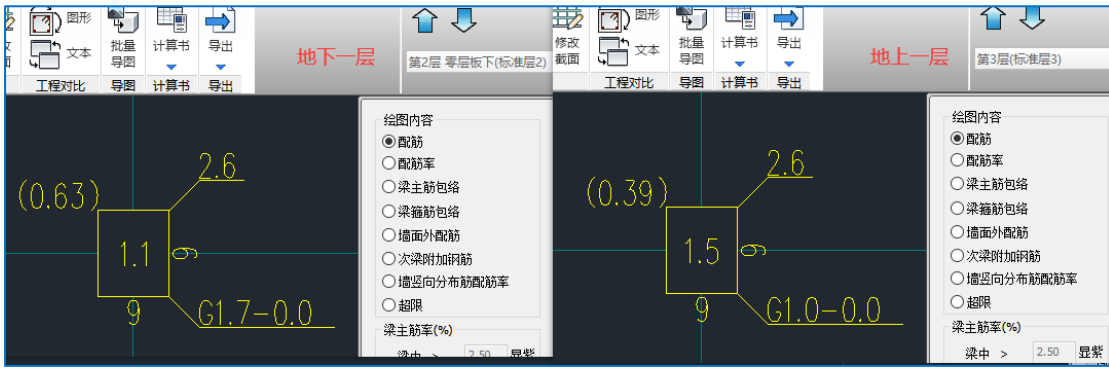 图形
文本
工程对比
批量
导图
导图
计算书
计算书
导出
导出
地下一层
第2层 零层板下(标准层2)
(0.63)
2.6
1.1
9
9
G1.7-0.0
绘图内容
配筋
配筋率
梁主筋包络
梁箍筋包络
墙面外配筋
次梁附加钢筋
墙竖向分布筋配筋率
超限
梁主筋率(%)
梁中 > 2.50 显紫
修改
截面
图形
文本
工程对比
批量
导图
导图
计算书
计算书
导出
导出
地上一层
第3层(标准层3)
(0.39)
2.6
1.5
9
9
G1.0-0.0
绘图内容
配筋
配筋率
梁主筋包络
梁箍筋包络
墙面外配筋
次梁附加钢筋
墙竖向分布筋配筋率
超限
梁主筋率(%)
梁中 > 2.50 显紫